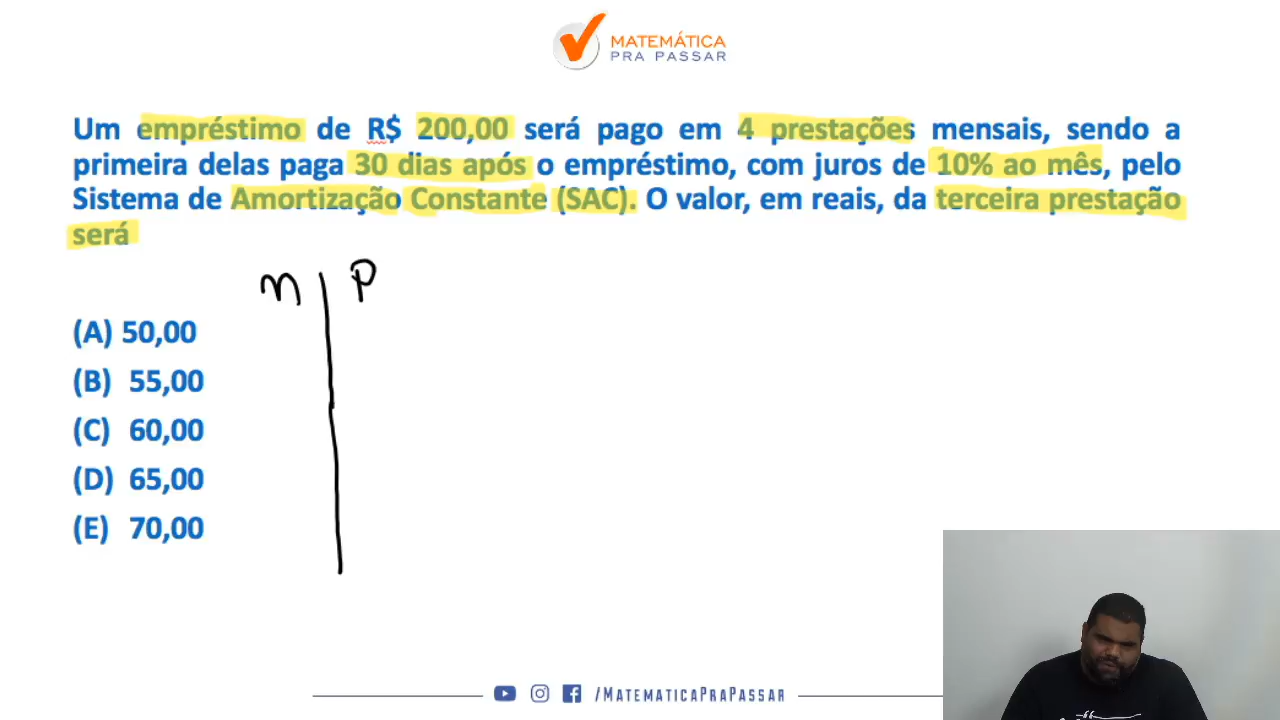 MATEMÁTICA
PRA PASSAR
Um empréstimo de R$ 200,00 será pago em 4 prestações mensais, sendo a
primeira delas paga 30 dias após o empréstimo, com juros de 10% ao mês, pelo
Sistema de Amortização Constante (SAC). O valor, em reais, da terceira prestação
será
n P
(A) 50,00
(B) 55,00
(C) 60,00
(D) 65,00
(E) 70,00
/MATEMATICAPRAPASSAR